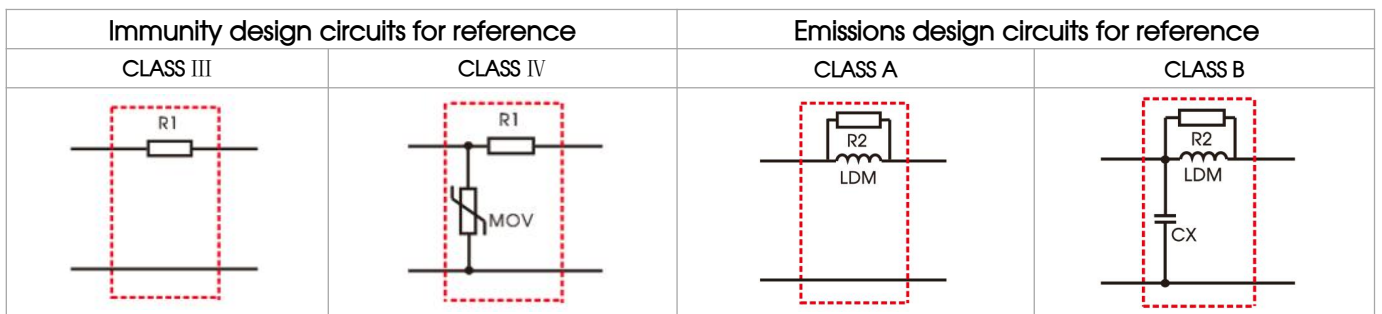 Immunity design circuits for reference
Emissions design circuits for reference
CLASS III
CLASS IV
CLASS A
CLASS B
R1
R1
MOV
R2
LDM
R2
LDM
CX